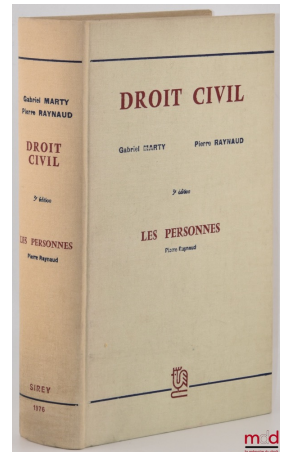 Gabriel MARTY
Pierre RAYNAUD
DROIT
CIVIL
3e édition
LES PERSONNES
Pierre Raynaud
SIREY
1976
DROIT CIVIL
Gabriel MARTY
Pierre RAYNAUD
3e édition
LES PERSONNES
Pierre Raynaud
mdd